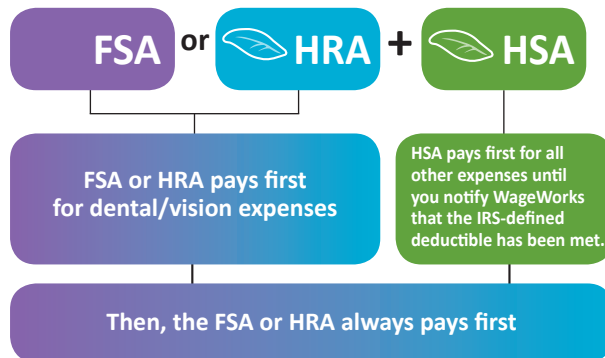 FSA or HRA + HSA
FSA or HRA pays first
for dental/vision expenses
HSA pays first for all
other expenses until
you notify WageWorks
that the IRS-defined
deductible has been met.
Then, the FSA or HRA always pays first